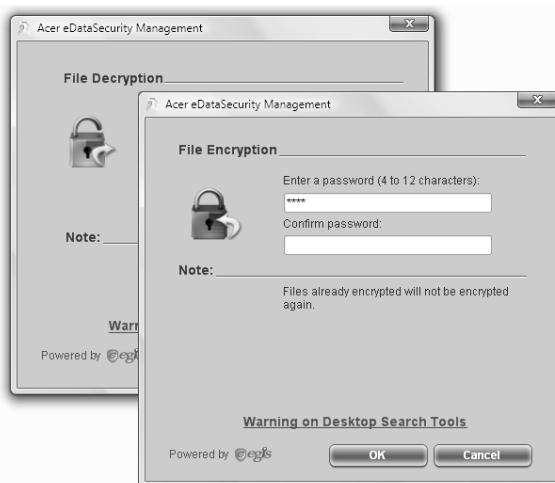 Acer eDataSecurity Management
File Decryption
Note:
Powered by
Acer eDataSecurity Management
File Encryption
Enter a password (4 to 12 characters):
****
Confirm password:
Note:
Files already encrypted will not be encrypted
again.
Warning on Desktop Search Tools
Powered by egis
OK
Cancel